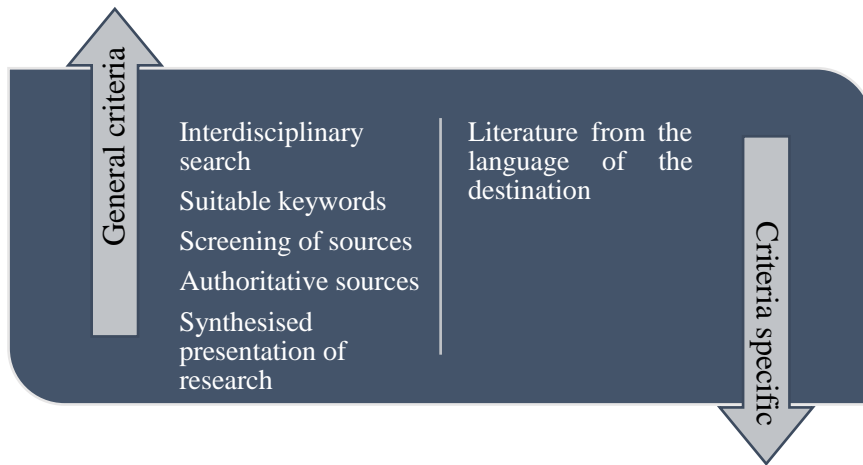 General criteria
Interdisciplinary
search
Suitable keywords
Screening of sources
Authoritative sources
Synthesised
presentation of
research
Literature from the
language of the
destination
Criteria specific